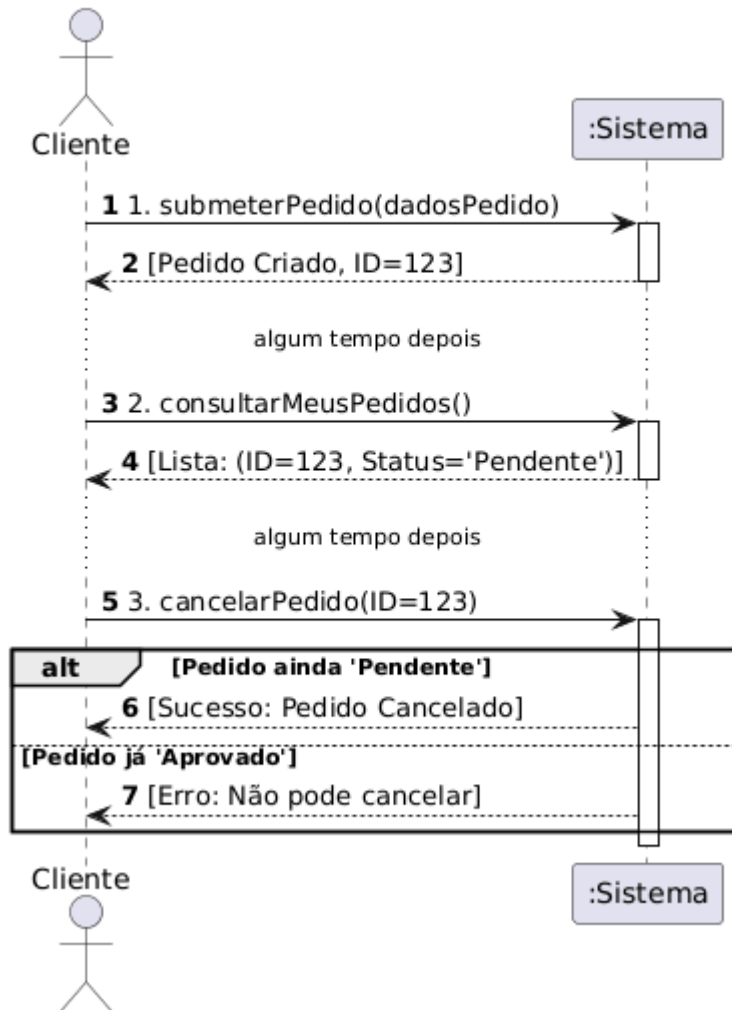 Cliente
:Sistema
1 1. submeterPedido(dadosPedido)
2 [Pedido Criado, ID=123]
algum tempo depois
3 2. consultarMeusPedidos()
4 [Lista: (ID=123, Status='Pendente')]
algum tempo depois
5 3. cancelarPedido(ID=123)
alt [Pedido ainda 'Pendente']
6 [Sucesso: Pedido Cancelado]
[Pedido já 'Aprovado']
7 [Erro: Não pode cancelar]
Cliente
:Sistema